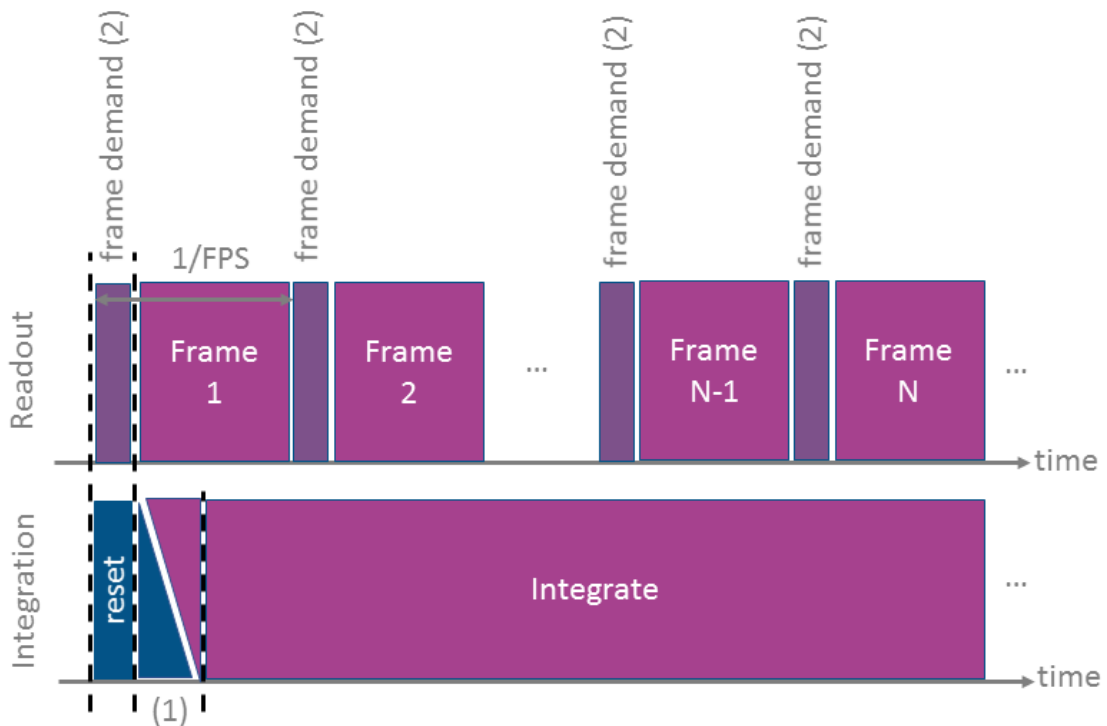 frame demand (2)
frame demand (2)
frame demand (2)
frame demand (2)
1/FPS
Readout
Frame
1
Frame
2
...
Frame
N-1
Frame
N
...
time
Integration
reset
Integrate
...
time
(1)